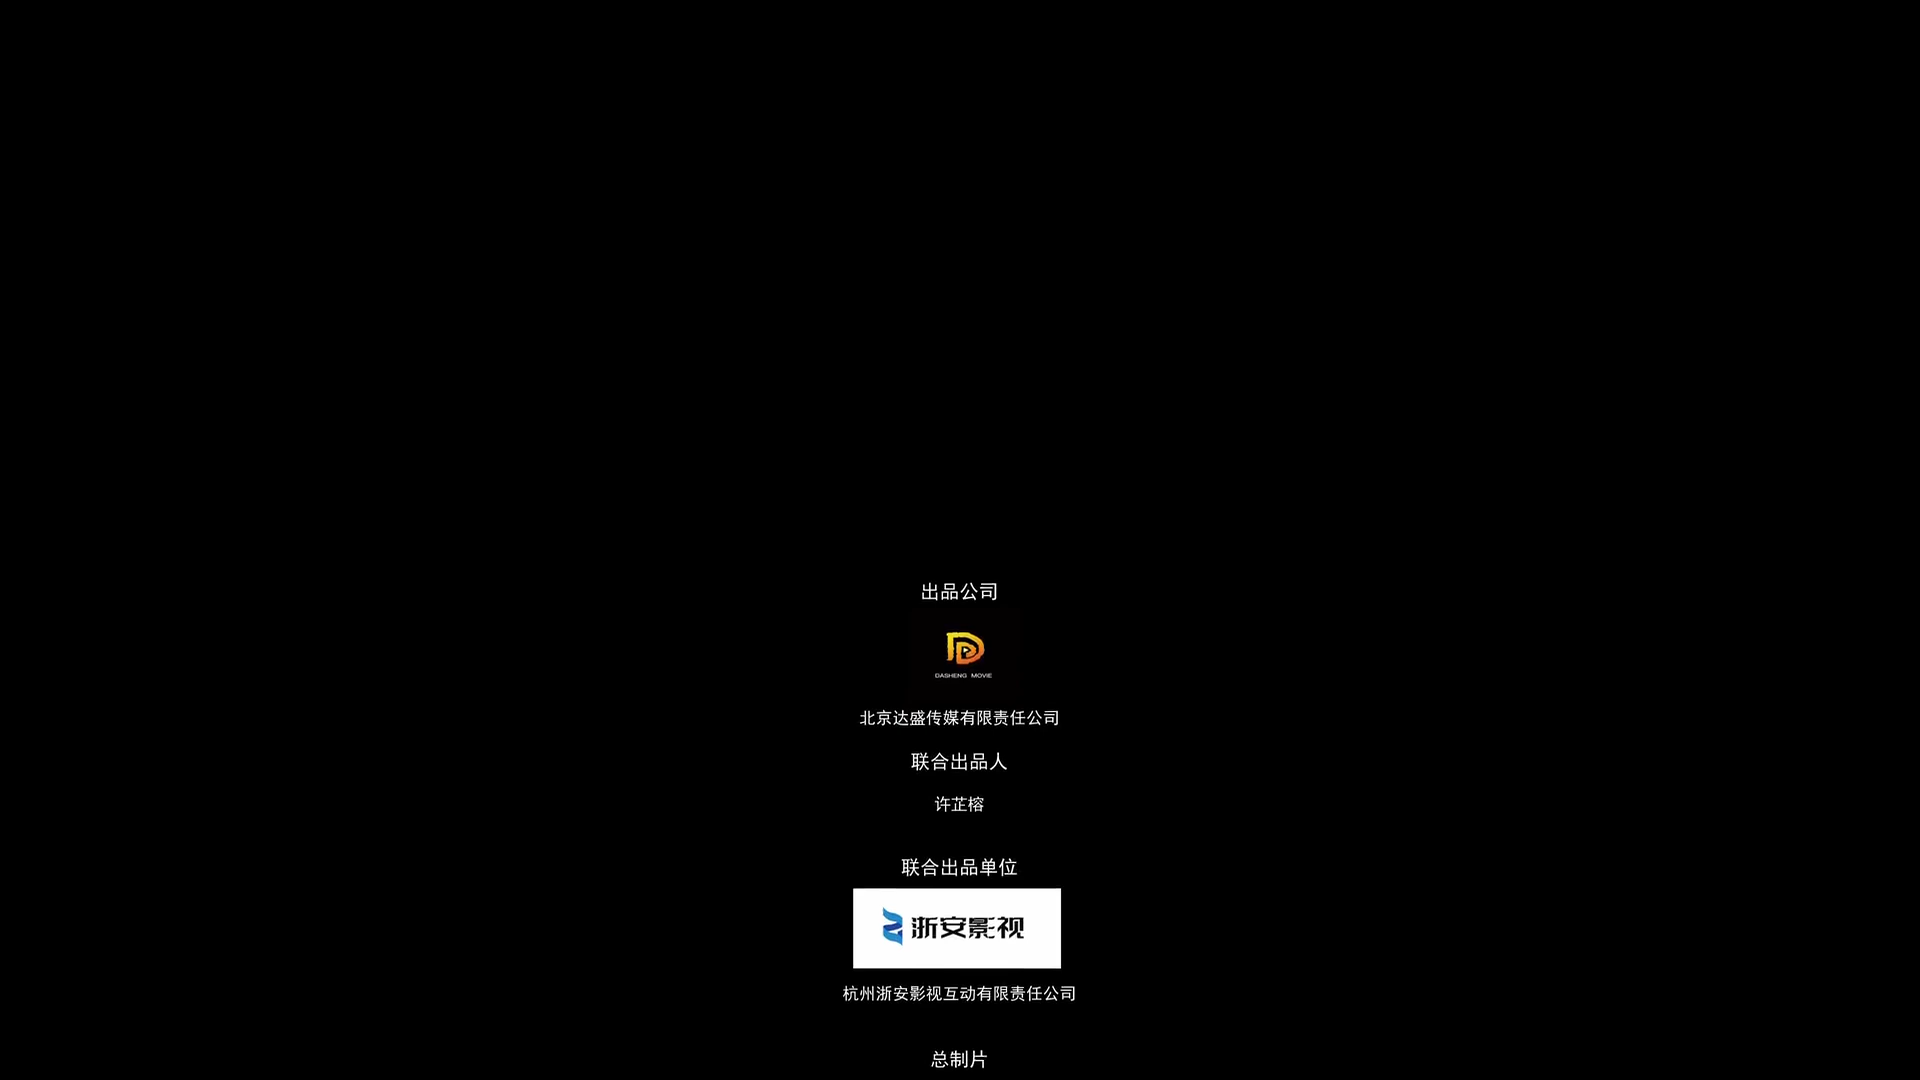 出品公司
DASHENG MOVIE
北京达盛传媒有限责任公司
联合出品人
许芷榕
联合出品单位
浙安影视
杭州浙安影视互动有限责任公司
总制片